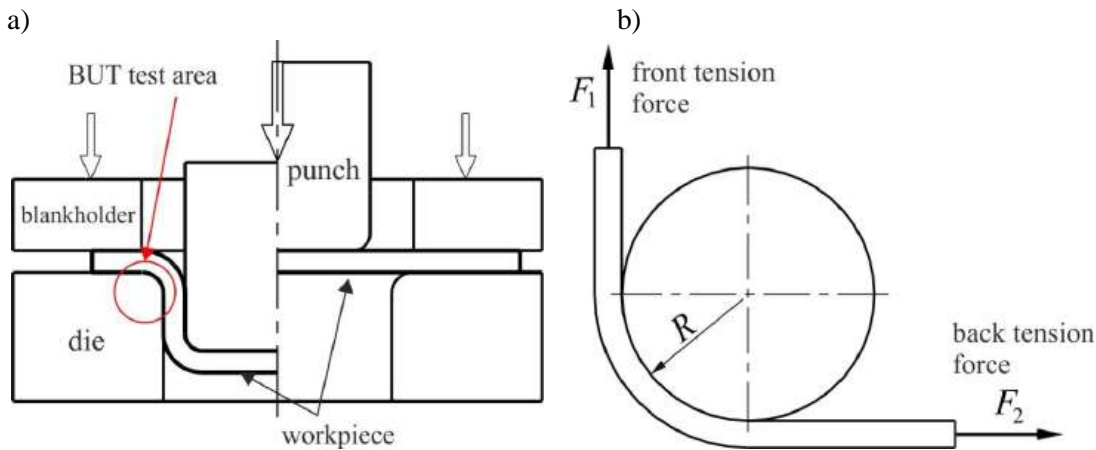 a)
BUT test area
punch
blankholder
die
workpiece
b)
F₁
front tension
force
R
back tension
force
F₂